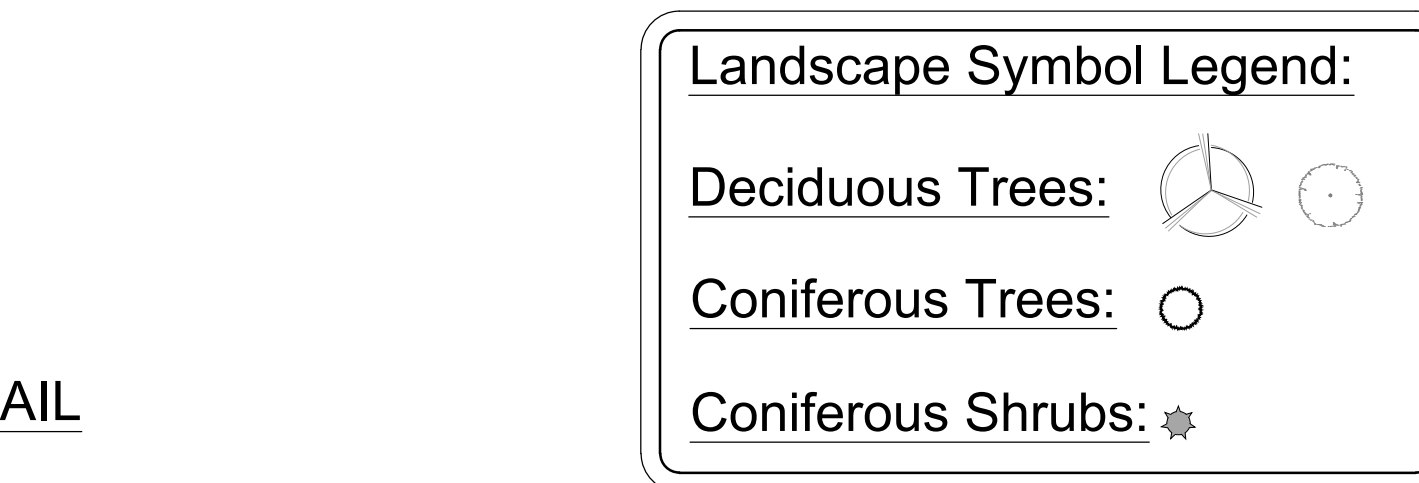 Landscape Symbol Legend:
Deciduous Trees:
Coniferous Trees:
Coniferous Shrubs:
AIL